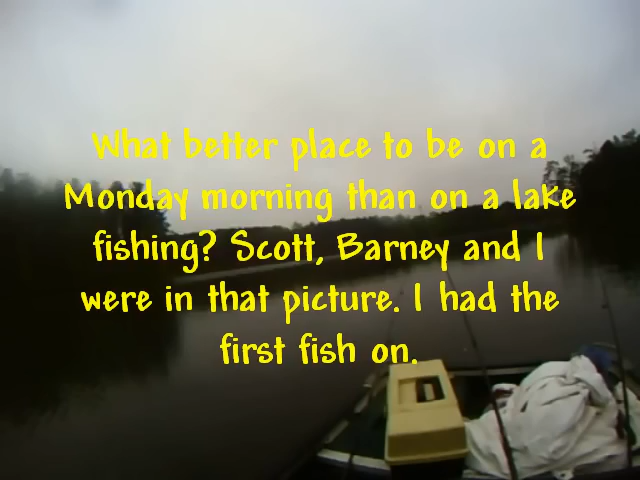 What better place to be on a
Monday morning than on a lake
fishing? Scott, Barney and I
were in that picture. I had the
first fish on.